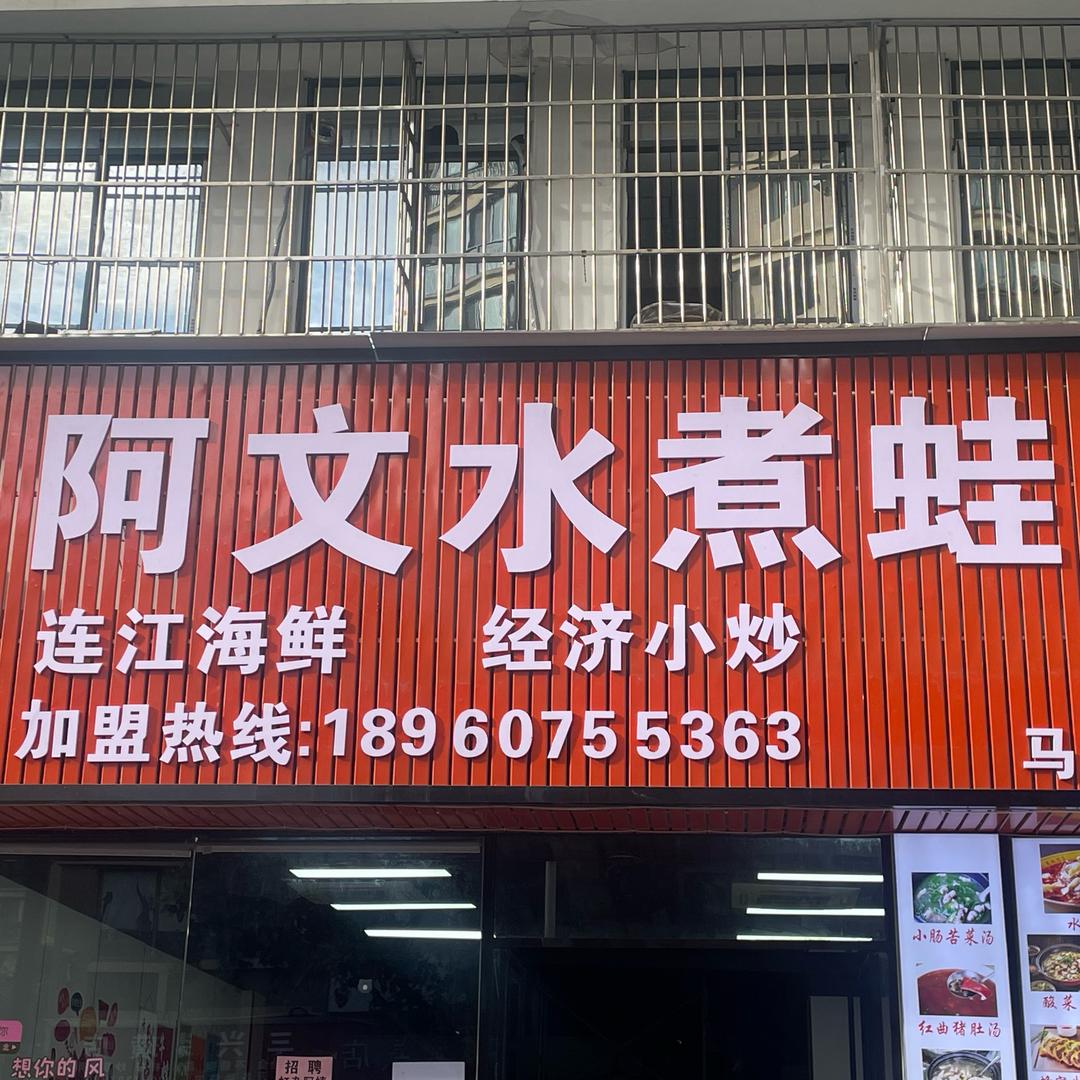 阿文水煮蛙
连江海鲜 经济小炒
加盟热线:18960755363
马
小肠苦菜汤
红曲猪肚汤
水
酸菜
想你的风
招聘